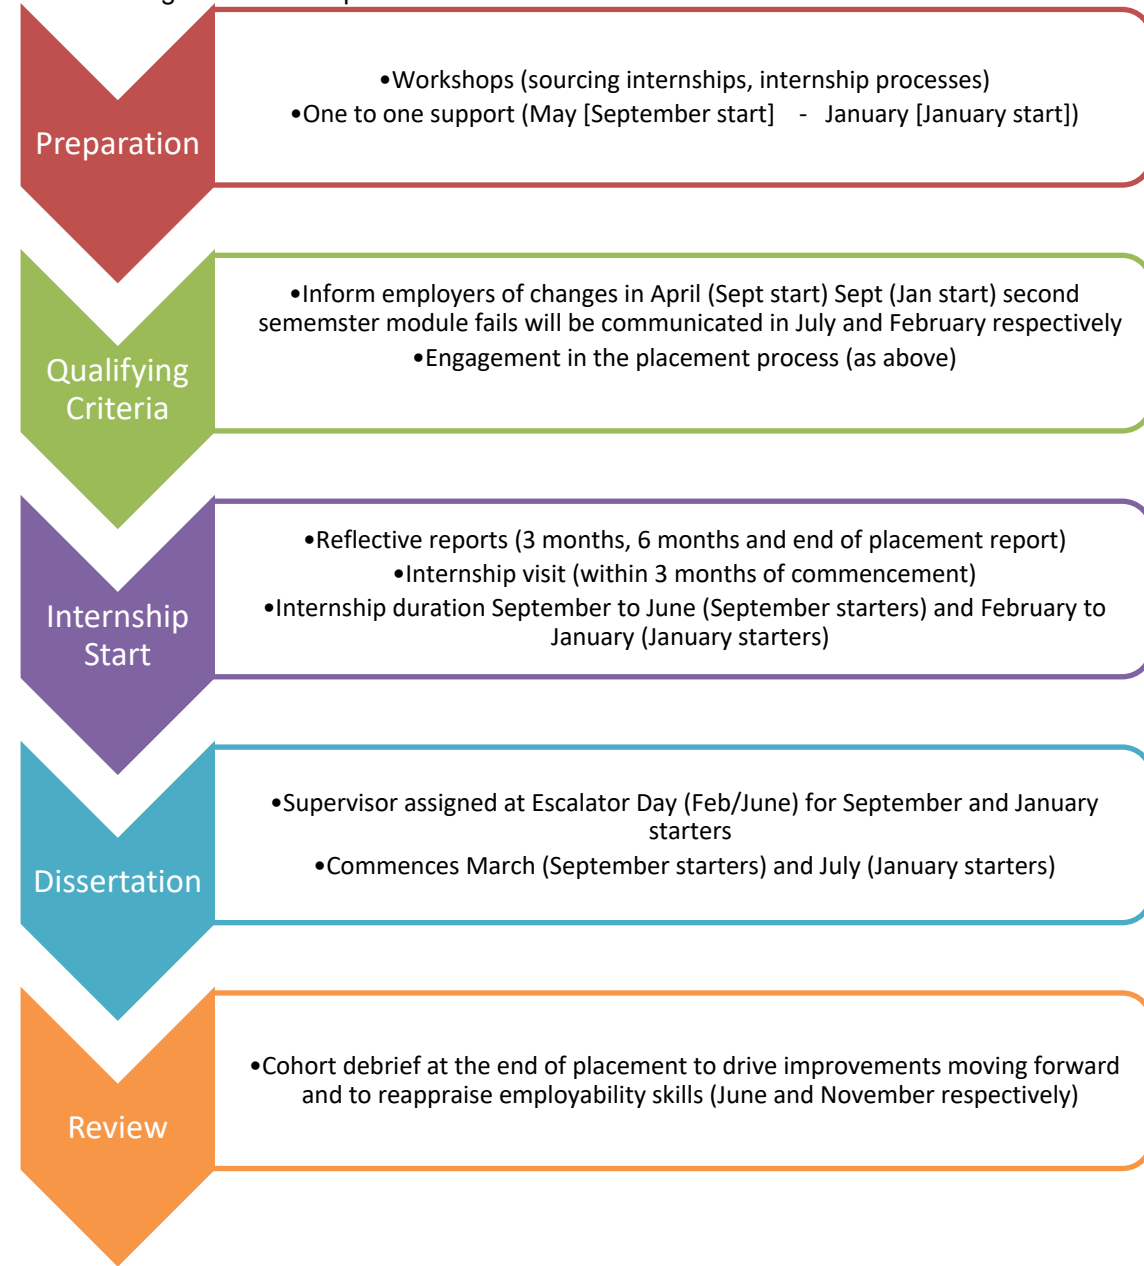 Preparation
•Workshops (sourcing internships, internship processes)
•One to one support (May [September start]    -   January [January start])
Qualifying
Criteria
•Inform employers of changes in April (Sept start) Sept (Jan start) second
sememster module fails will be communicated in July and February respectively
•Engagement in the placement process (as above)
Internship
Start
•Reflective reports (3 months, 6 months and end of placement report)
•Internship visit (within 3 months of commencement)
•Internship duration September to June (September starters) and February to
January (January starters)
Dissertation
•Supervisor assigned at Escalator Day (Feb/June) for September and January
starters
•Commences March (September starters) and July (January starters)
Review
•Cohort debrief at the end of placement to drive improvements moving forward
and to reappraise employability skills (June and November respectively)